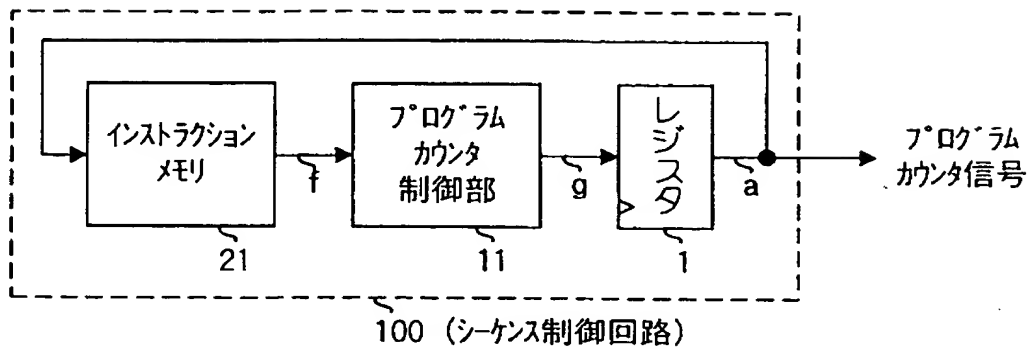 インストラクション
メモリ
21
f
プログラム
カウンタ
制御部
11
g
レジスタ
1
a
プログラム
カウンタ信号
100 (シーケンス制御回路)